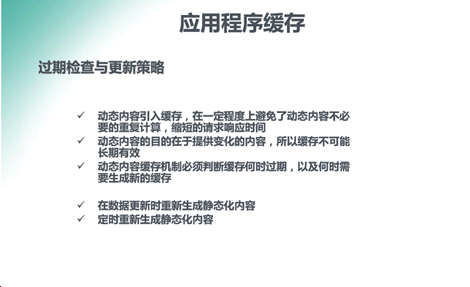 应用程序缓存
过期检查与更新策略
✓ 动态内容引入缓存，在一定程度上避免了动态内容不必
要的重复计算，缩短的请求响应时间
✓ 动态内容的目的在于提供变化的内容，所以缓存不可能
长期有效
✓ 动态内容缓存机制必须判断缓存何时过期，以及何时需
要生成新的缓存
✓ 在数据更新时重新生成静态化内容
✓ 定时重新生成静态化内容